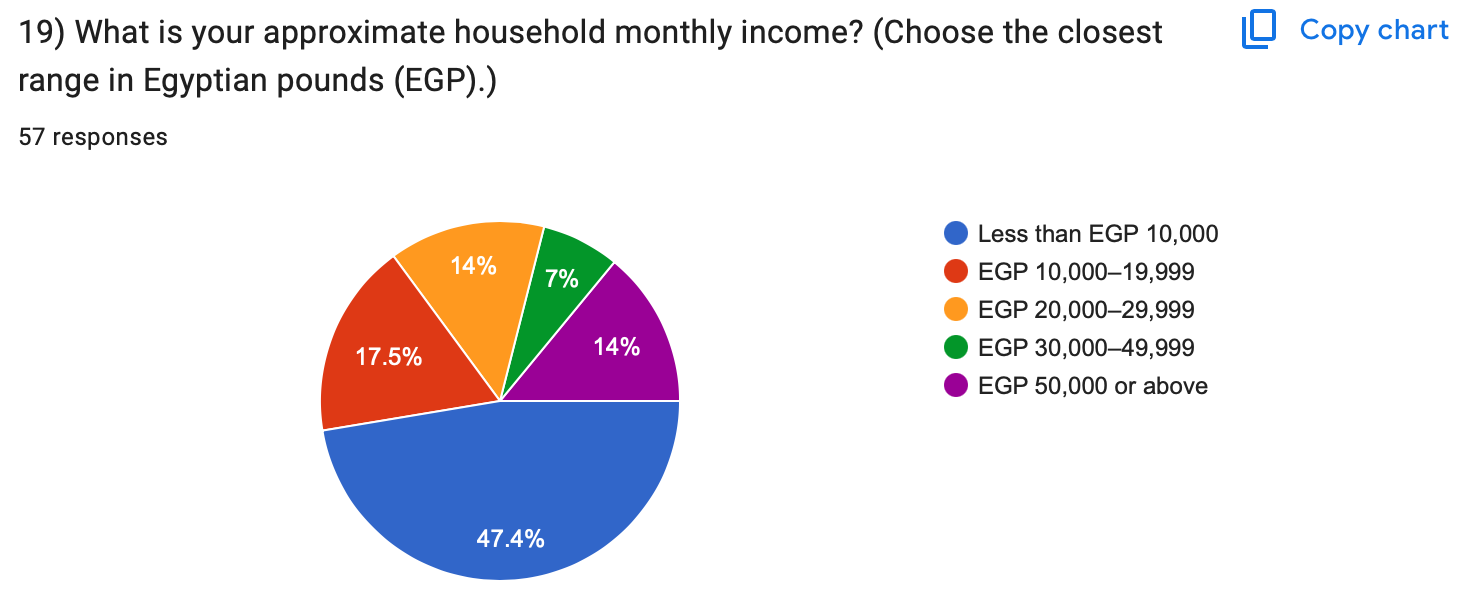 19) What is your approximate household monthly income? (Choose the closest
range in Egyptian pounds (EGP).)
Copy chart
57 responses
14%
7%
14%
17.5%
47.4%
Less than EGP 10,000
EGP 10,000–19,999
EGP 20,000–29,999
EGP 30,000–49,999
EGP 50,000 or above